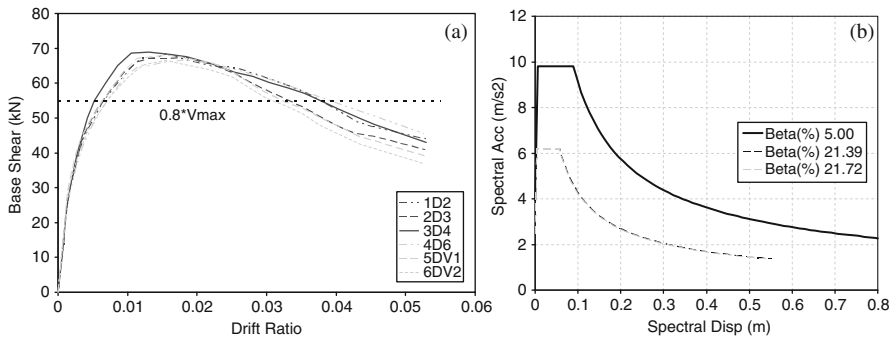 (a)
80
70
60
50
40
30
20
10
0
Base Shear (kN)
0.8*Vmax
1D2
2D3
3D4
4D6
5DV1
6DV2
0
0.01
0.02
0.03
0.04
0.05
0.06
Drift Ratio
(b)
12
10
8
6
4
2
0
Spectral Acc (m/s2)
Beta(%) 5.00
Beta(%) 21.39
Beta(%) 21.72
0
0.1
0.2
0.3
0.4
0.5
0.6
0.7
0.8
Spectral Disp (m)